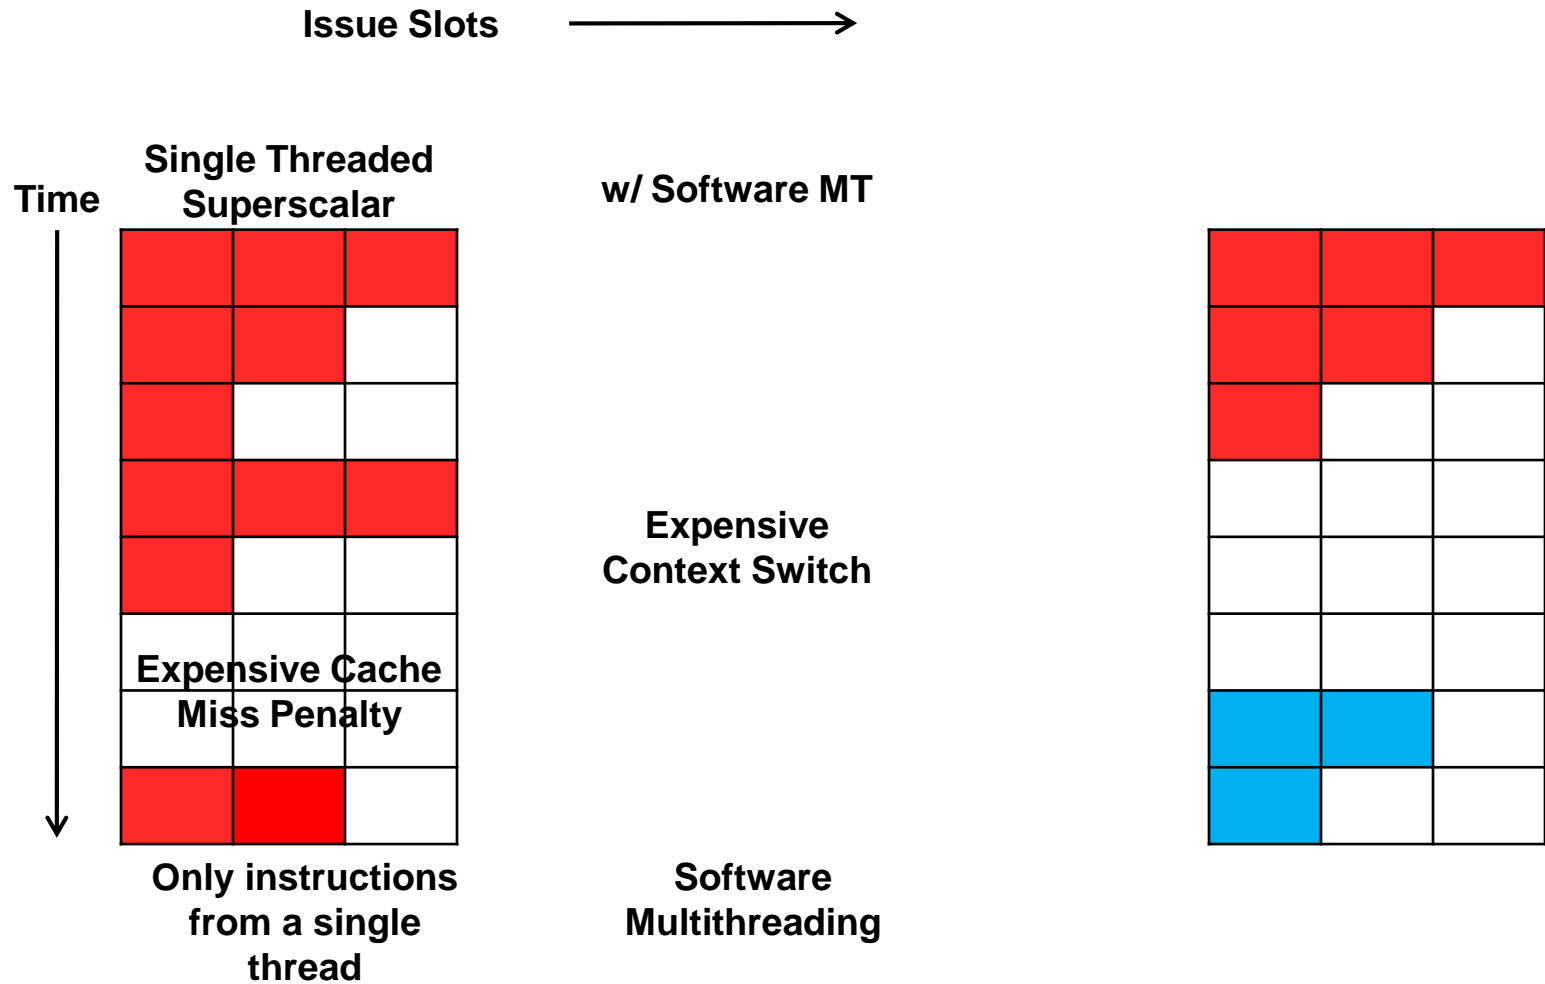 Issue Slots
Single Threaded
Superscalar
Time
w/ Software MT
Expensive
Context Switch
Expensive Cache
Miss Penalty
Only instructions
from a single
thread
Software
Multithreading